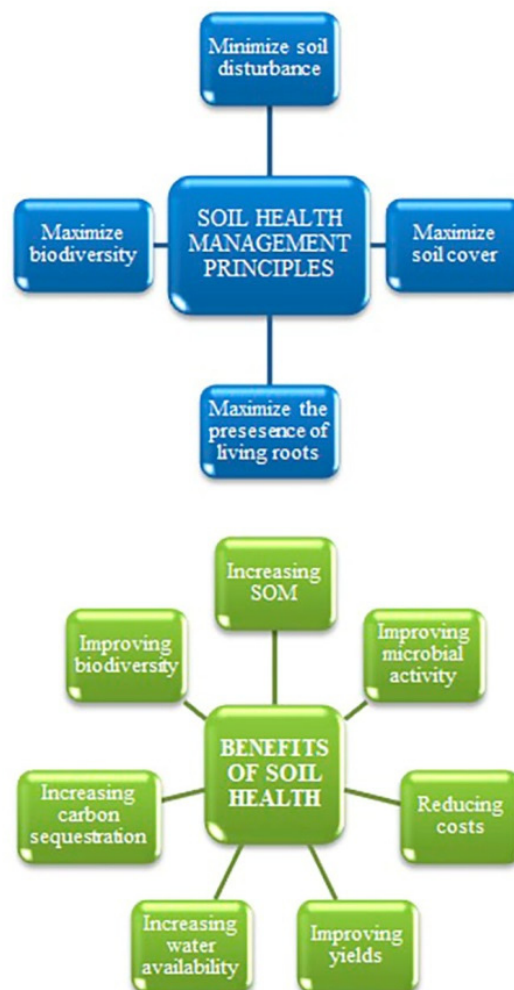 Minimize soil
disturbance
Maximize
biodiversity
SOIL HEALTH
MANAGEMENT
PRINCIPLES
Maximize
soil cover
Maximize the
presesence of
living roots
Increasing
SOM
Improving
biodiversity
Improving
microbial
activity
BENEFITS
OF SOIL
HEALTH
Increasing
carbon
sequestration
Reducing
costs
Increasing
water
availability
Improving
yields